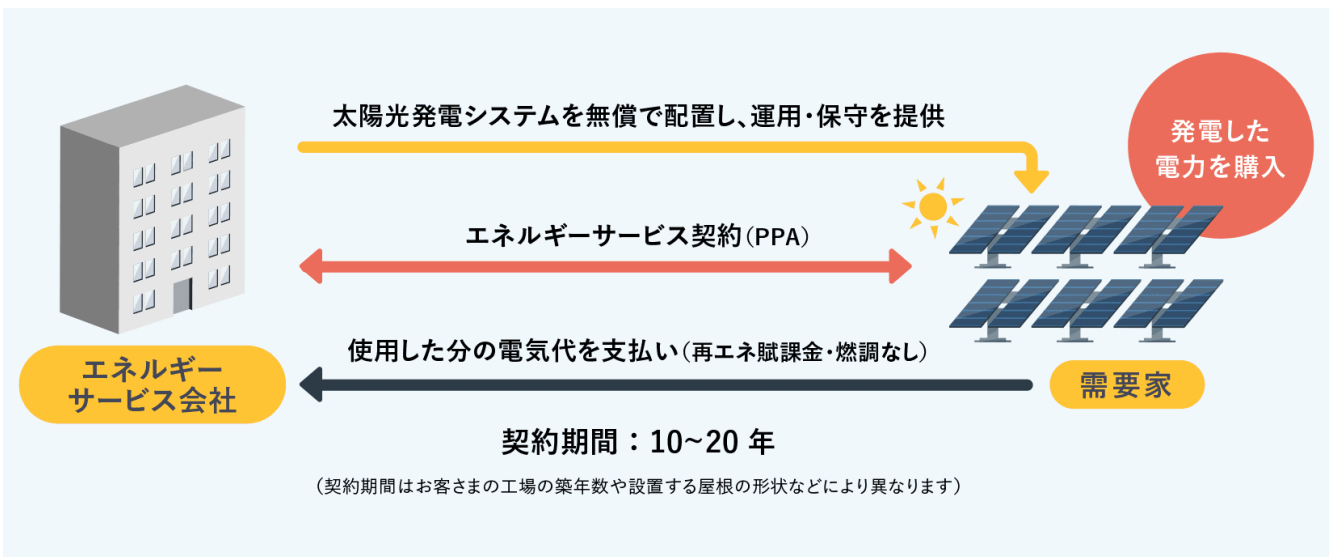 太陽光発電システムを無償で配置し、運用・保守を提供
発電した
電力を購入
エネルギーサービス契約（PPA）
使用した分の電気代を支払い（再エネ賦課金・燃調なし）
エネルギー
サービス会社
需要家
契約期間：10~20 年
（契約期間はお客さまの工場の築年数や設置する屋根の形状などにより異なります）